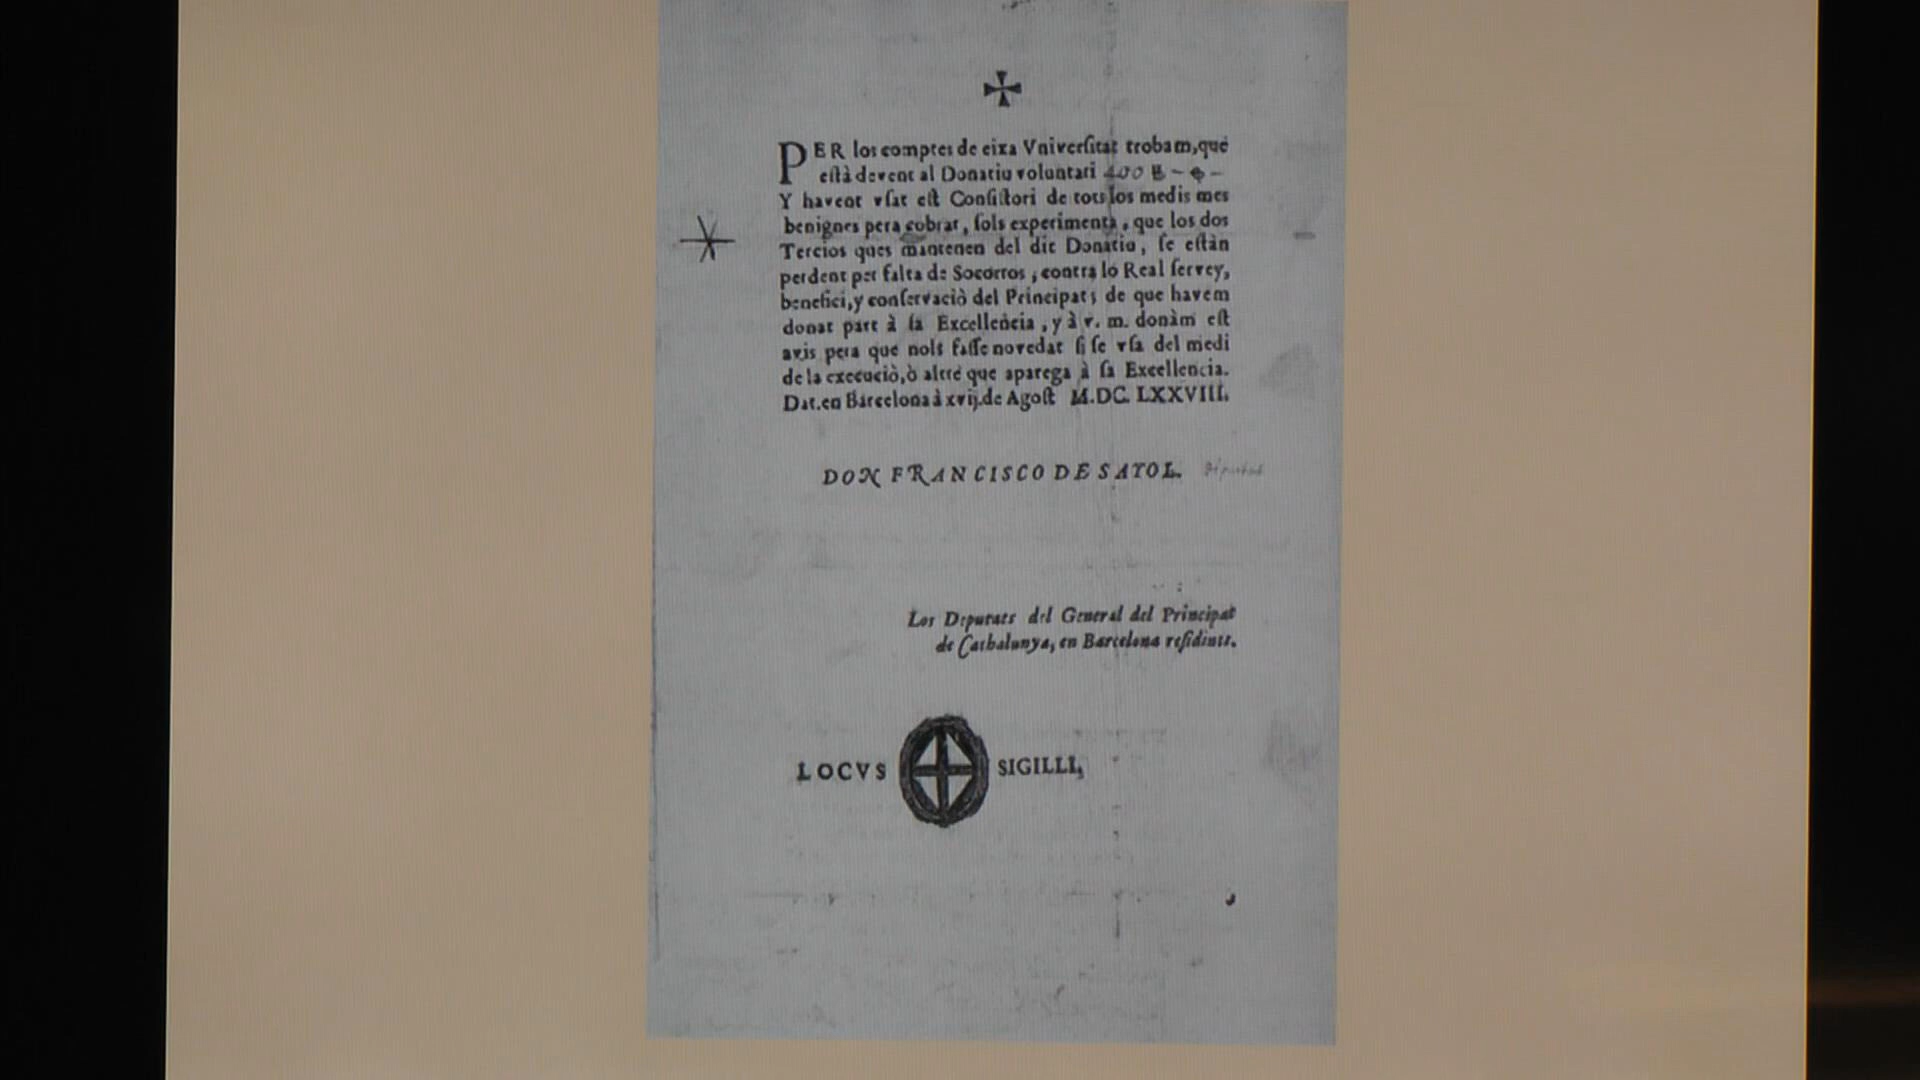 PER los comptes de eixa Vniverſitat trobam, que
eſtà devent al Donatiu voluntari 400
Y havent vſat eſt Conſiſtori de tots los medis mes
benignes pera cobrar, ſols experimenta, que los dos
Tercios ques mantenen del dit Donatiu, ſe eſtàn
perdent per falta de Socorros, contra lo Real ſervey,
benefici, y conſervaciò del Principat; de que havem
donat part à ſa Excellència, y à v. m. donàm eſt
avis pera que nols faſſe novedat ſi ſe vſa del medi
de la execuciò, ò altre que aparega à ſa Excellencia.
Dat. en Barcelona à xvij. de Agoſt M.DC. LXXVIII.
DON FRANCISCO DE SAYOL.
Los Deputats del General del Principat
de Cathalunya, en Barcelona reſidints.
LOCVS SIGILLI,